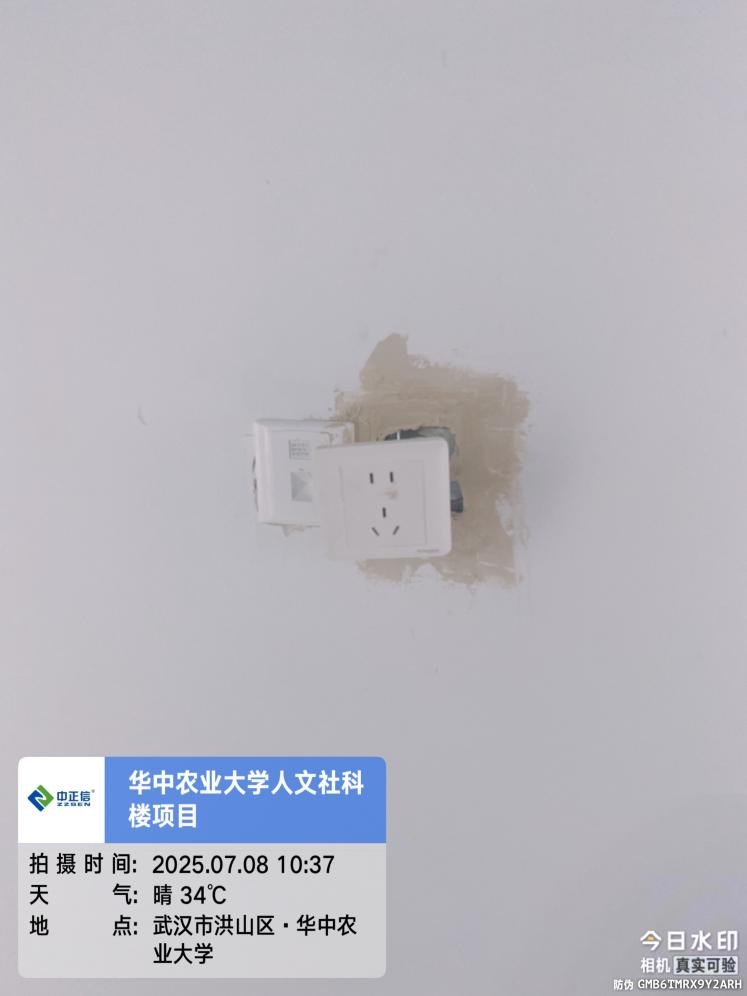 中正信
ZZSEN
华中农业大学人文社科
楼项目
拍摄时间: 2025.07.08 10:37
天气: 晴 34℃
地点: 武汉市洪山区·华中农
业大学
今日水印
相机 真实可验
防伪 GMB6TMRX9Y2ARH